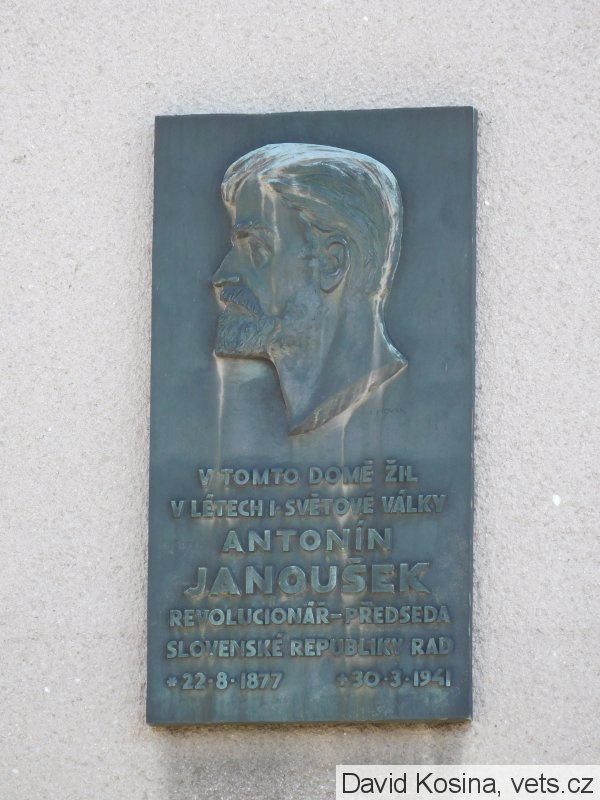 V TOMTO DOMĚ ŽIL
V LÉTECH I. SVĚTOVÉ VÁLKY
ANTONÍN
JANOUŠEK
REVOLUCIONÁŘ-PŘEDSEDA
SLOVENSKÉ REPUBLIKY RAD
*22·8·1877 +30·3·1941
David Kosina, vets.cz